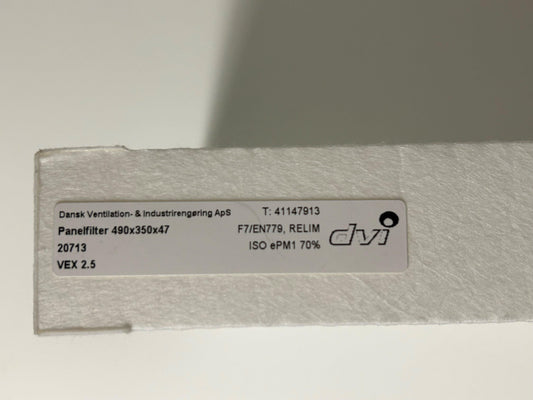 Dansk Ventilation- & Industrirengøring ApS
T: 41147913
Panelfilter 490x350x47
F7/EN779, RELIM
20713
ISO ePM1 70%
VEX 2.5
dvi